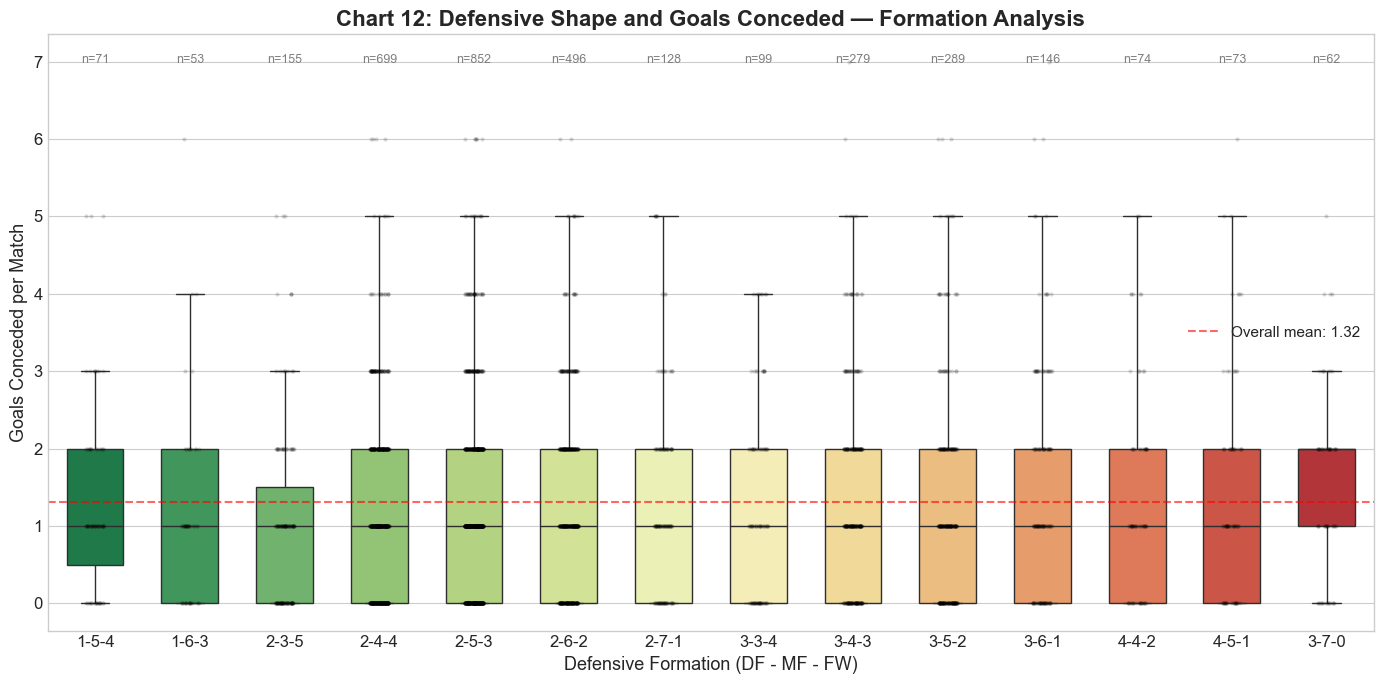 Chart 12: Defensive Shape and Goals Conceded — Formation Analysis
n=71 n=53 n=155 n=699 n=852 n=496 n=128 n=99 n=279 n=289 n=146 n=74 n=73 n=62
7
6
5
4
3
2
1
0
Goals Conceded per Match
Overall mean: 1.32
1-5-4 1-6-3 2-3-5 2-4-4 2-5-3 2-6-2 2-7-1 3-3-4 3-4-3 3-5-2 3-6-1 4-4-2 4-5-1 3-7-0
Defensive Formation (DF - MF - FW)